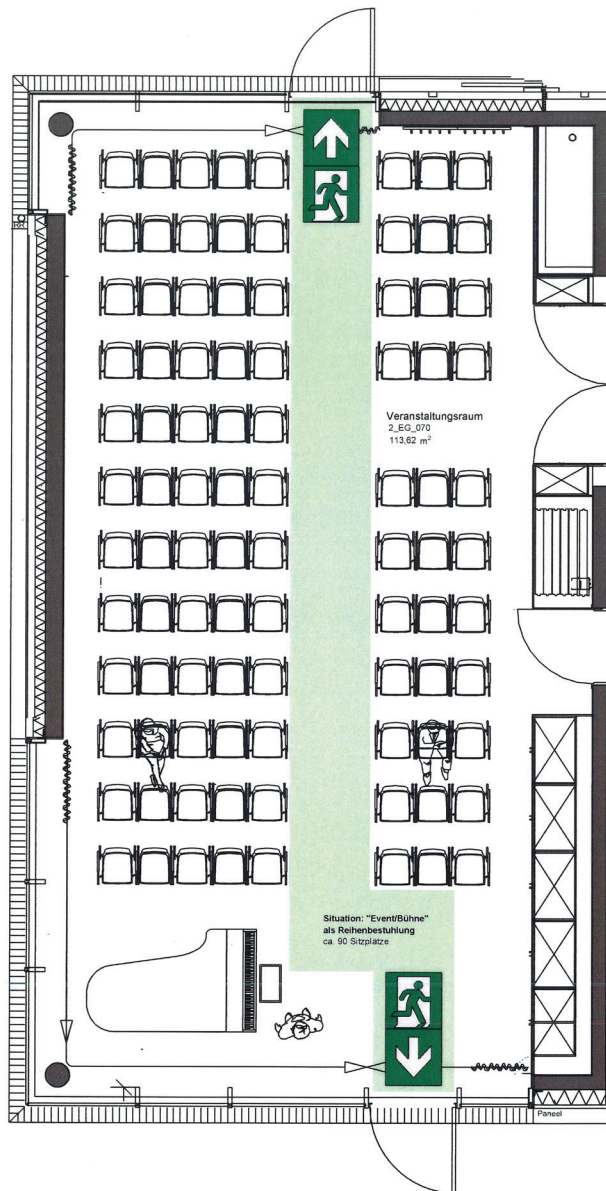 Veranstaltungsraum
2_EG_070
113,62 m²
Situation: "Event/Bühne"
als Reihenbestuhlung
ca. 90 Sitzplätze
Paneel